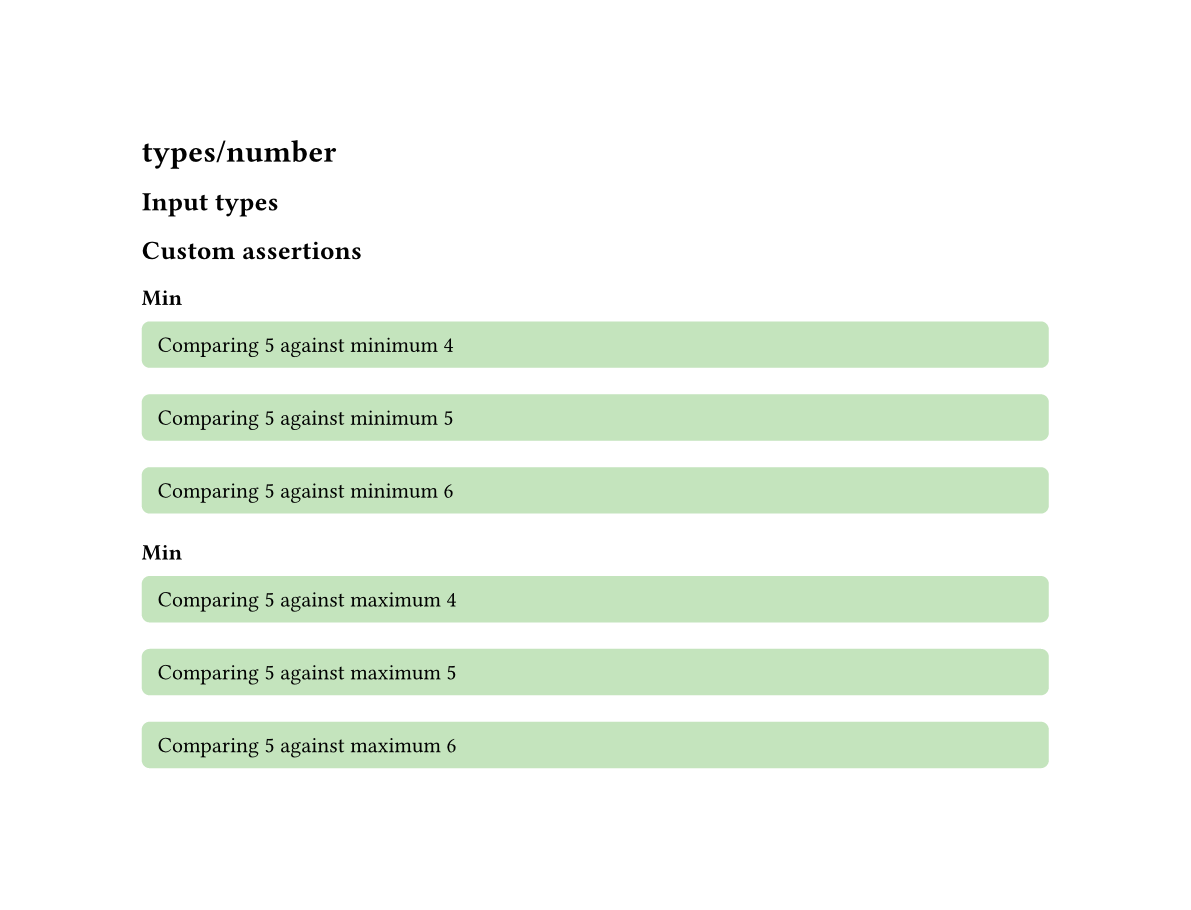 types/number
Input types
Custom assertions
Min
Comparing 5 against minimum 4
Comparing 5 against minimum 5
Comparing 5 against minimum 6
Min
Comparing 5 against maximum 4
Comparing 5 against maximum 5
Comparing 5 against maximum 6